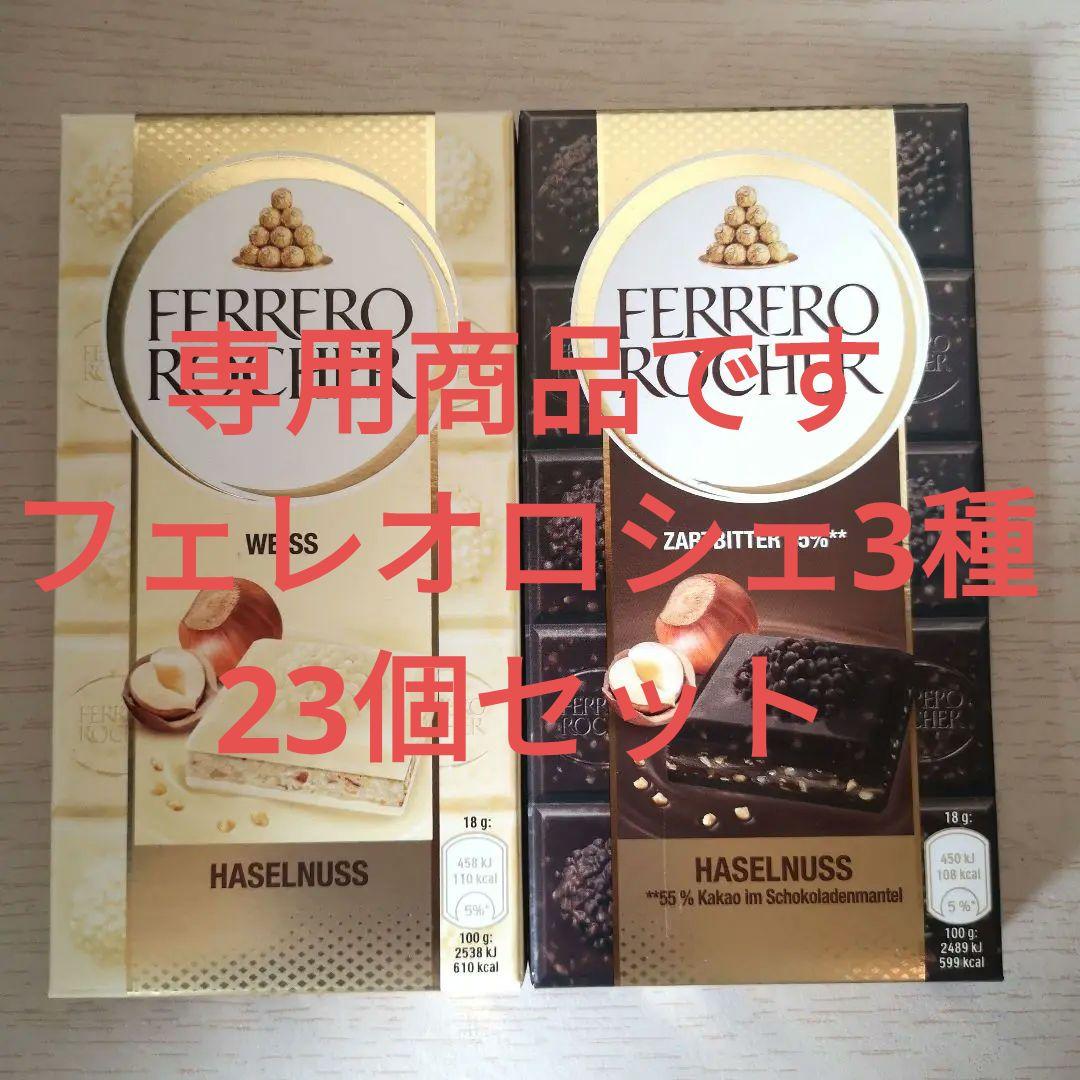 専用商品です
フェレオロシェ3種
23個セット
FERRERO
ROCHER
WEISS
HASELNUSS
18 g:
458 kJ
110 kcal
5%*
100 g:
2538 kJ
610 kcal
FERRERO
ROCHER
ZARTBITTER 55%**
HASELNUSS
**55 % Kakao im Schokoladenmantel
18 g:
450 kJ
108 kcal
5 %*
100 g:
2489 kJ
599 kcal